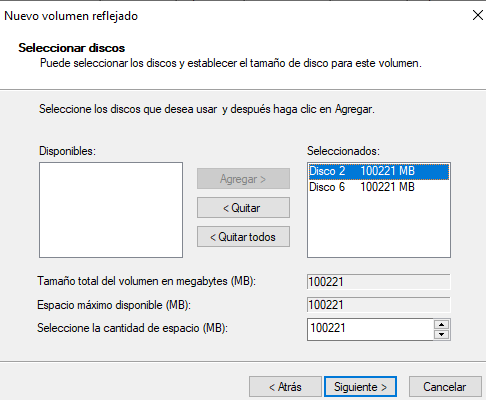 Nuevo volumen reflejado
Seleccionar discos
Puede seleccionar los discos y establecer el tamaño de disco para este volumen.
Seleccione los discos que desea usar y después haga clic en Agregar.
Disponibles:
Seleccionados:
Agregar >
< Quitar
< Quitar todos
Disco 2 100221 MB
Disco 6 100221 MB
Tamaño total del volumen en megabytes (MB): 100221
Espacio máximo disponible (MB): 100221
Seleccione la cantidad de espacio (MB): 100221
< Atrás Siguiente > Cancelar